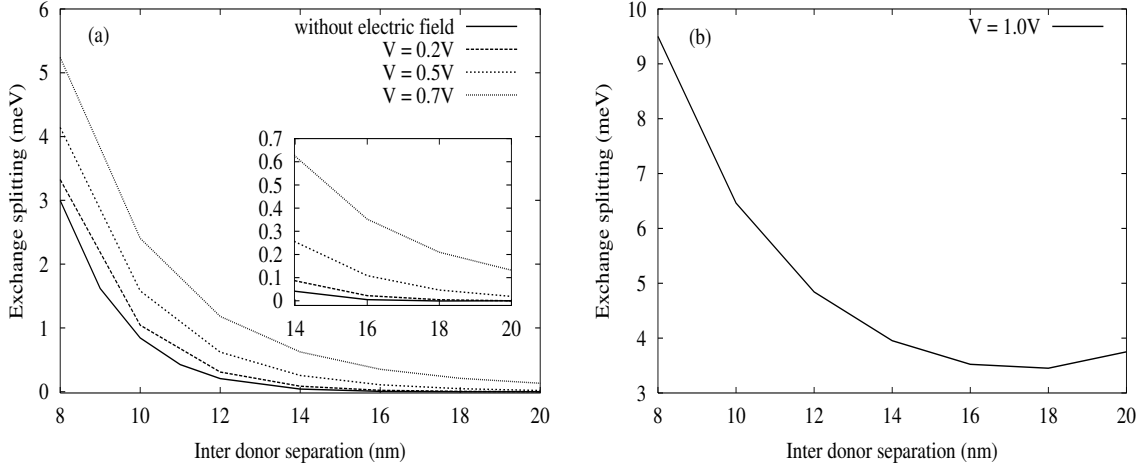 (a)
without electric field
V = 0.2V
V = 0.5V
V = 0.7V
6
5
4
3
2
1
0
8 10 12 14 16 18 20
Exchange splitting (meV)
Inter donor separation (nm)
0.7
0.6
0.5
0.4
0.3
0.2
0.1
0
14 16 18 20
(b)
V = 1.0V
10
9
8
7
6
5
4
3
8 10 12 14 16 18 20
Exchange splitting (meV)
Inter donor separation (nm)